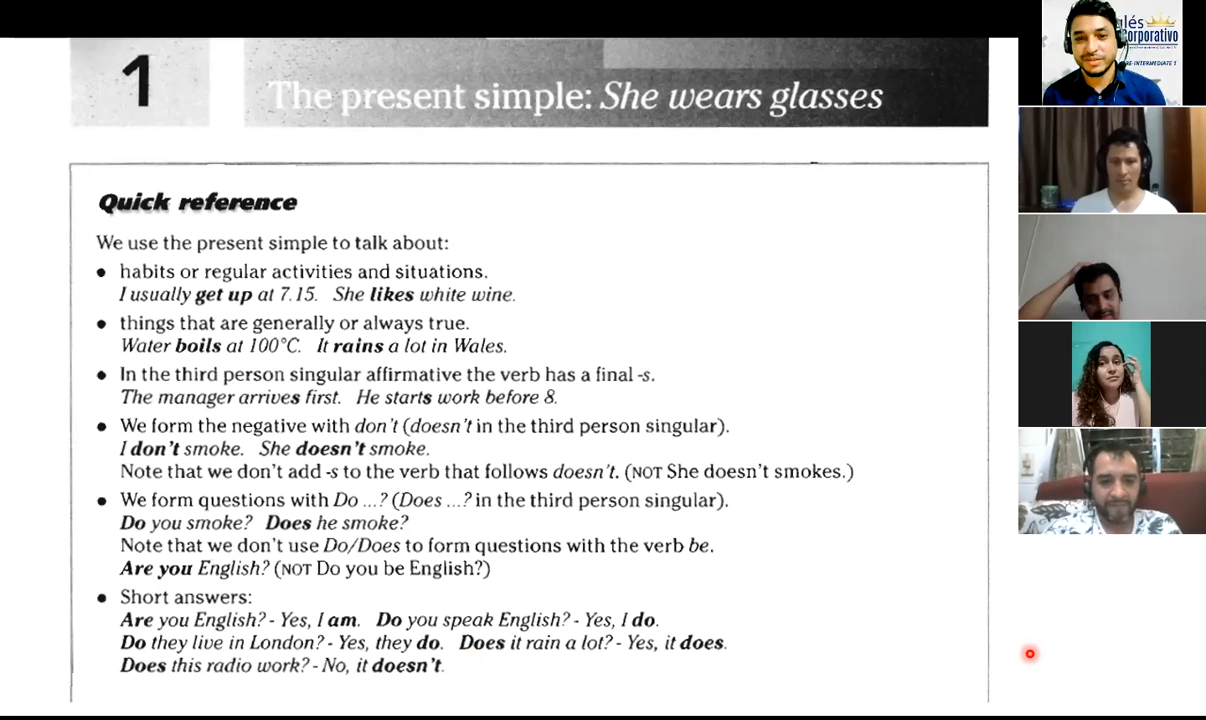 1
The present simple: She wears glasses
Quick reference
We use the present simple to talk about:
• habits or regular activities and situations.
I usually get up at 7.15. She likes white wine.
• things that are generally or always true.
Water boils at 100°C. It rains a lot in Wales.
• In the third person singular affirmative the verb has a final -s.
The manager arrives first. He starts work before 8.
• We form the negative with don't (doesn't in the third person singular).
I don't smoke. She doesn't smoke.
Note that we don't add -s to the verb that follows doesn't. (NOT She doesn't smokes.)
• We form questions with Do ...? (Does ...? in the third person singular).
Do you smoke? Does he smoke?
Note that we don't use Do/Does to form questions with the verb be.
Are you English? (NOT Do you be English?)
• Short answers:
Are you English? - Yes, I am. Do you speak English? - Yes, I do.
Do they live in London? - Yes, they do. Does it rain a lot? - Yes, it does.
Does this radio work? - No, it doesn't.
lés
Corporativo
RE-INTERMEDIATE 1